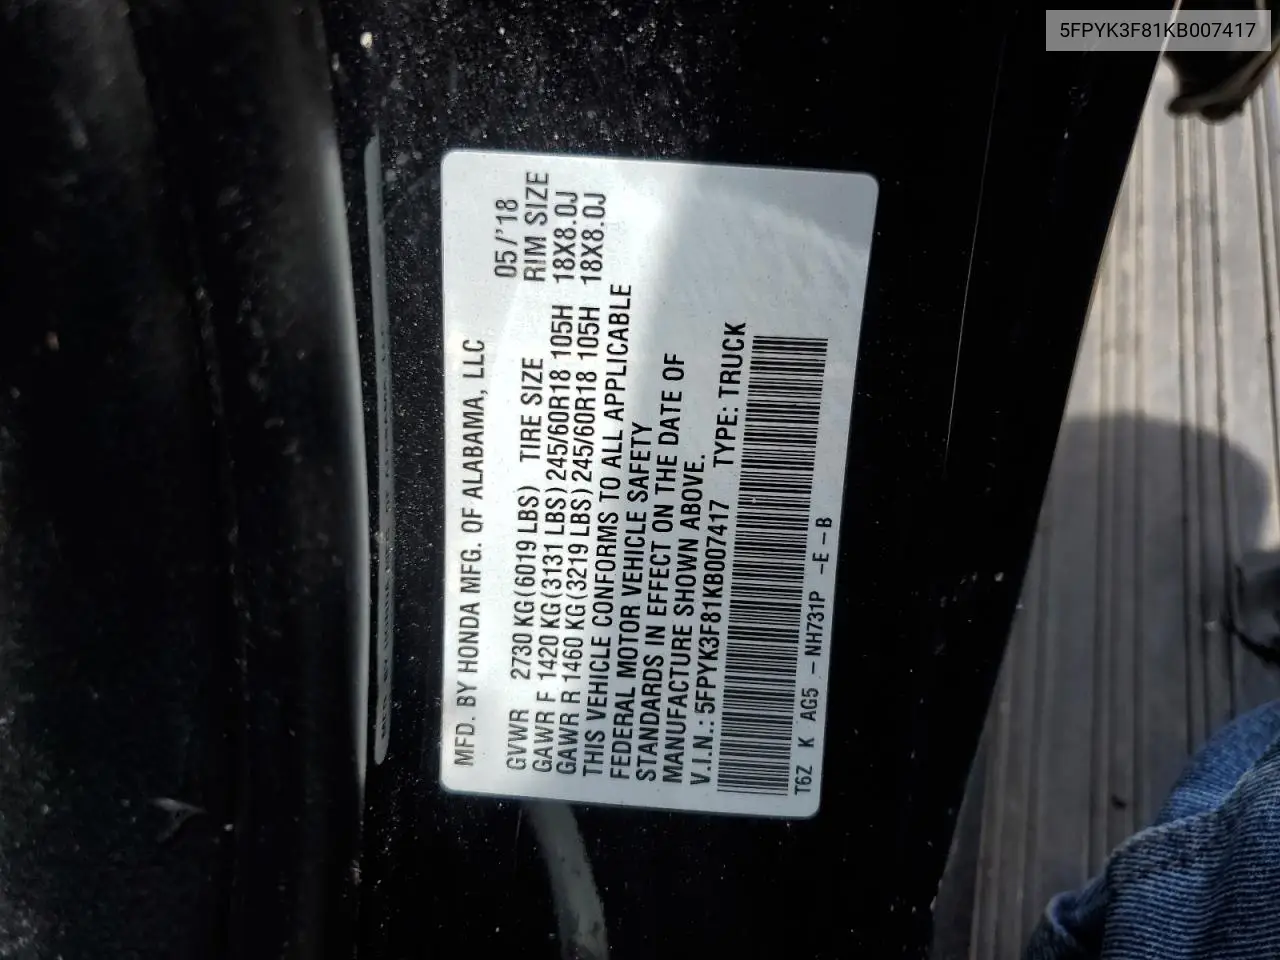 5FPYK3F81KB007417
MFD. BY HONDA MFG. OF ALABAMA, LLC
05/'18
GVWR 2730 KG(6019 LBS) TIRE SIZE RIM SIZE
GAWR F 1420 KG(3131 LBS)245/60R18 105H 18X8.0J
GAWR R 1460 KG(3219 LBS)245/60R18 105H 18X8.0J
THIS VEHICLE CONFORMS TO ALL APPLICABLE
FEDERAL MOTOR VEHICLE SAFETY
STANDARDS IN EFFECT ON THE DATE OF
MANUFACTURE SHOWN ABOVE.
V.I.N.: 5FPYK3F81KB007417 TYPE: TRUCK
T6Z K AG5 -NH731P -E-B